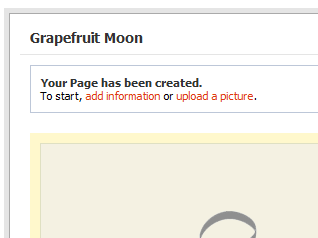 Grapefruit Moon
Your Page has been created.
To start, add information or upload a picture.